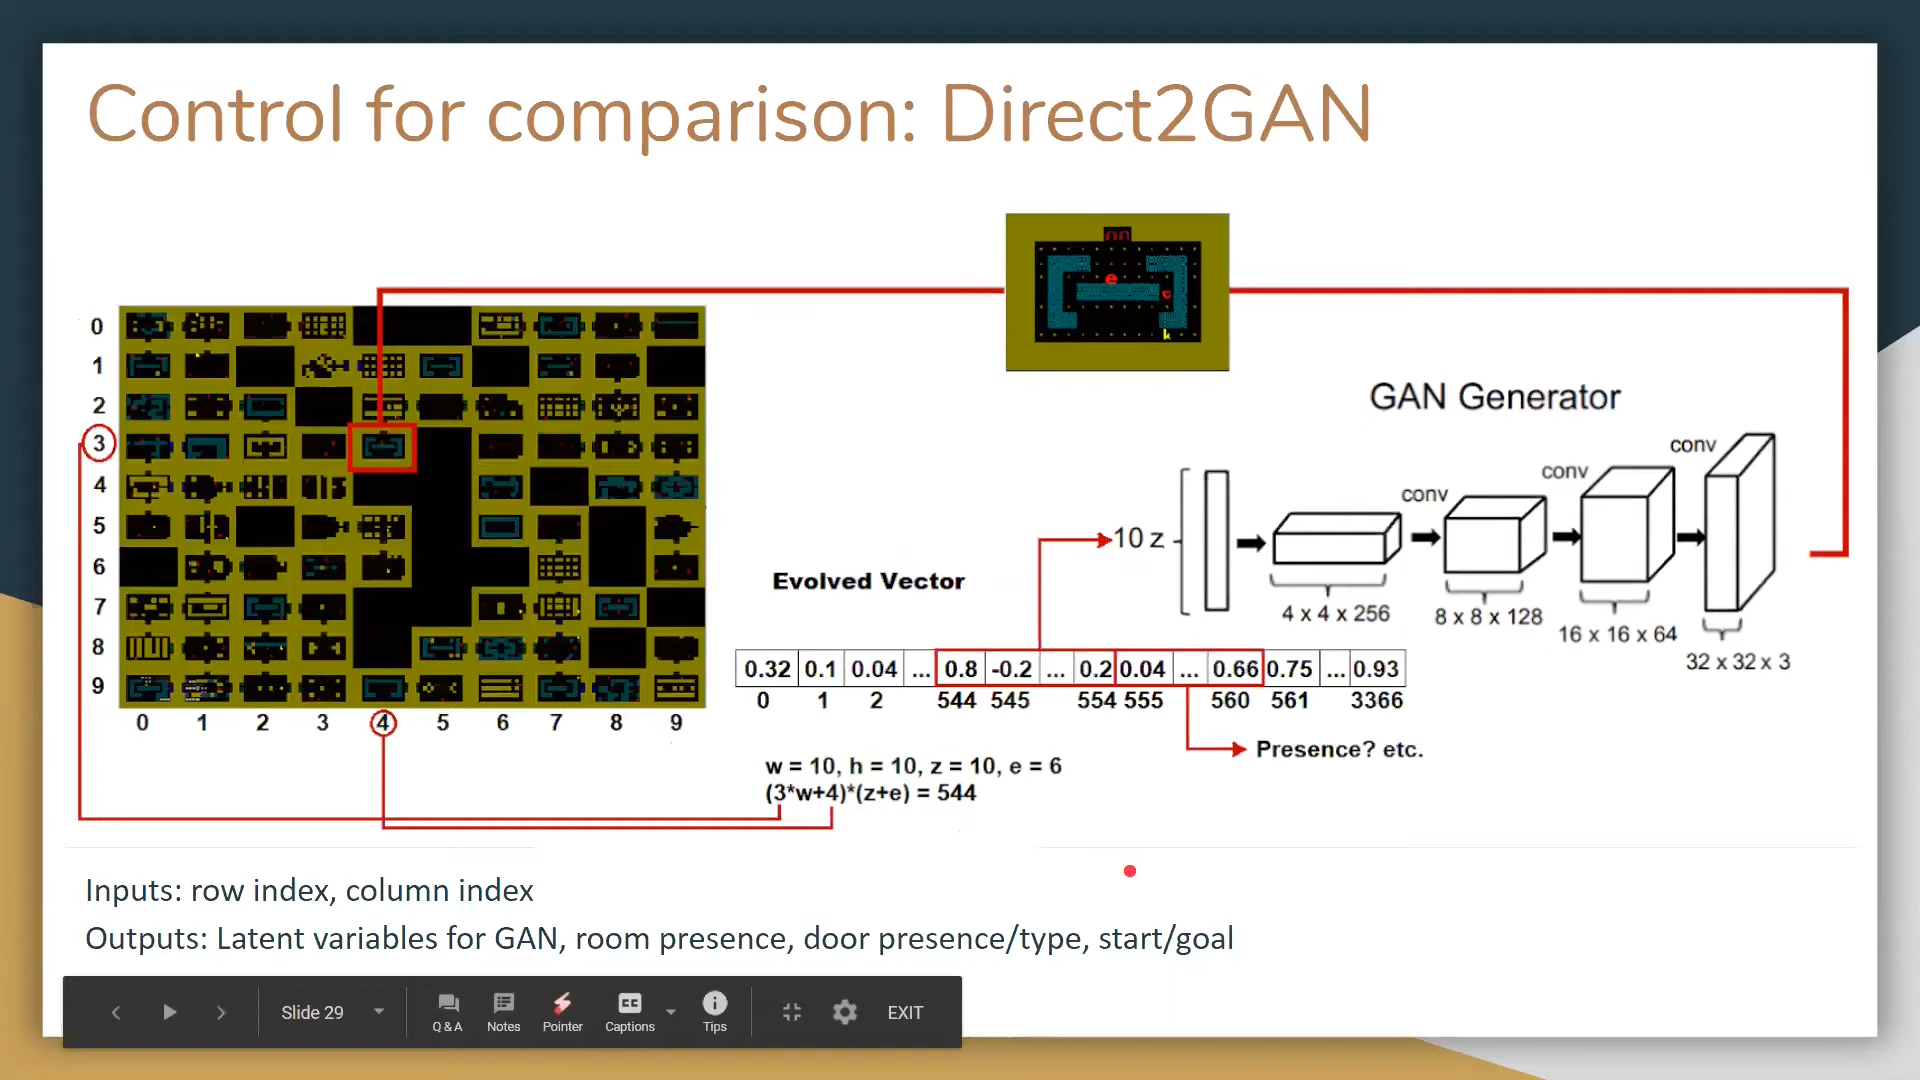 Control for comparison: Direct2GAN
e
k
GAN Generator
conv
conv
conv
10 z
4 x 4 x 256
8 x 8 x 128
16 x 16 x 64
32 x 32 x 3
0
1
2
3
4
5
6
7
8
9
0 1 2 3 4 5 6 7 8 9
Evolved Vector
0.32 0.1 0.04 ... 0.8 -0.2 ... 0.2 0.04 ... 0.66 0.75 ... 0.93
0 1 2 544 545 554 555 560 561 3366
Presence? etc.
w = 10, h = 10, z = 10, e = 6
(3*w+4)*(z+e) = 544
Inputs: row index, column index
Outputs: Latent variables for GAN, room presence, door presence/type, start/goal
Slide 29
Q & A
Notes
Pointer
CC
Captions
Tips
EXIT